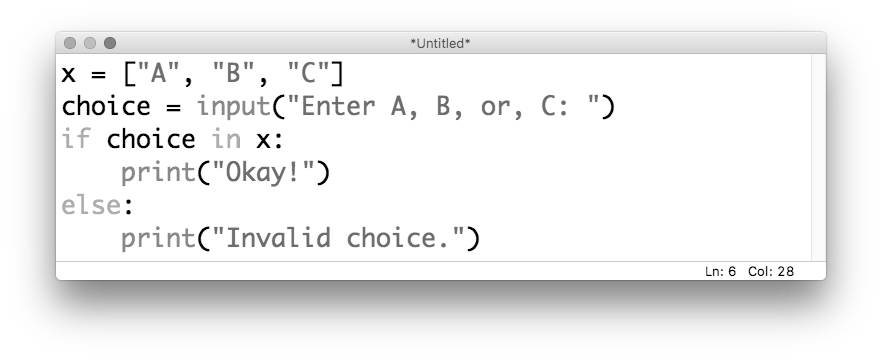 *Untitled*
x = ["A", "B", "C"]
choice = input("Enter A, B, or, C: ")
if choice in x:
    print("Okay!")
else:
    print("Invalid choice.")
Ln: 6 Col: 28